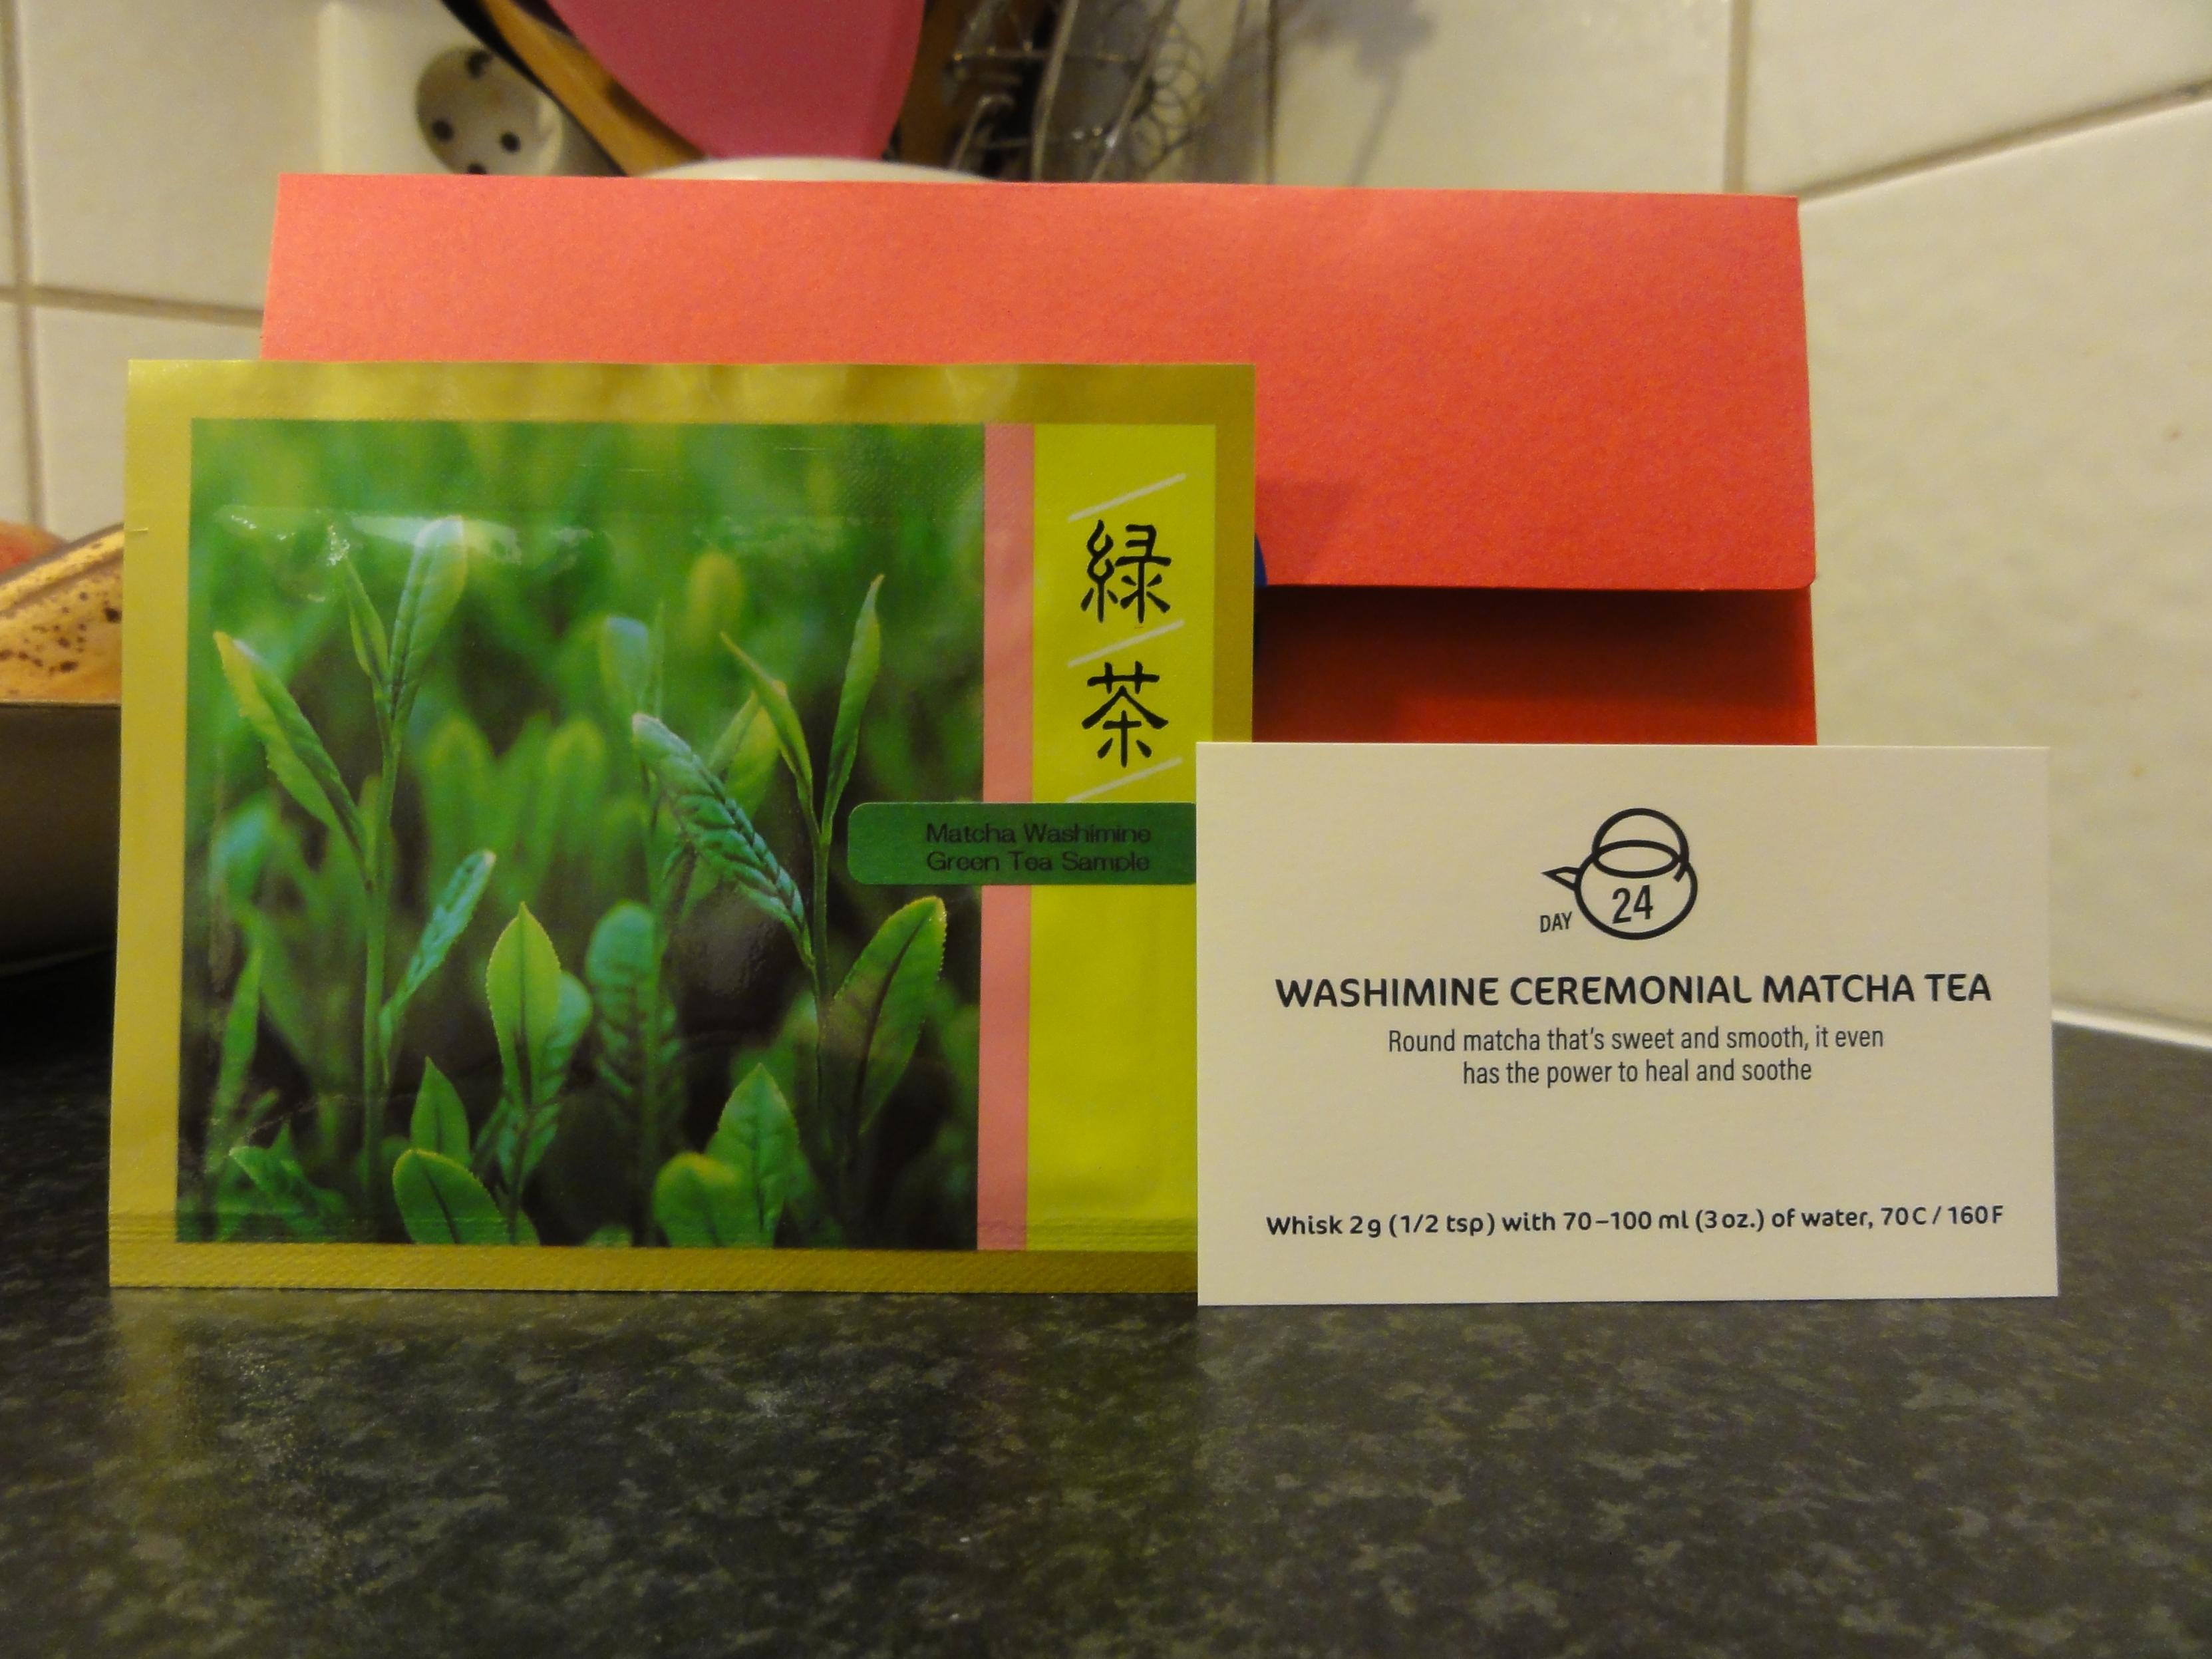 緑
茶
Matcha Washimine
Green Tea Sample
DAY 24
WASHIMINE CEREMONIAL MATCHA TEA
Round matcha that's sweet and smooth, it even
has the power to heal and soothe
Whisk 2g (1/2 tsp) with 70–100 ml (3oz.) of water, 70C / 160F